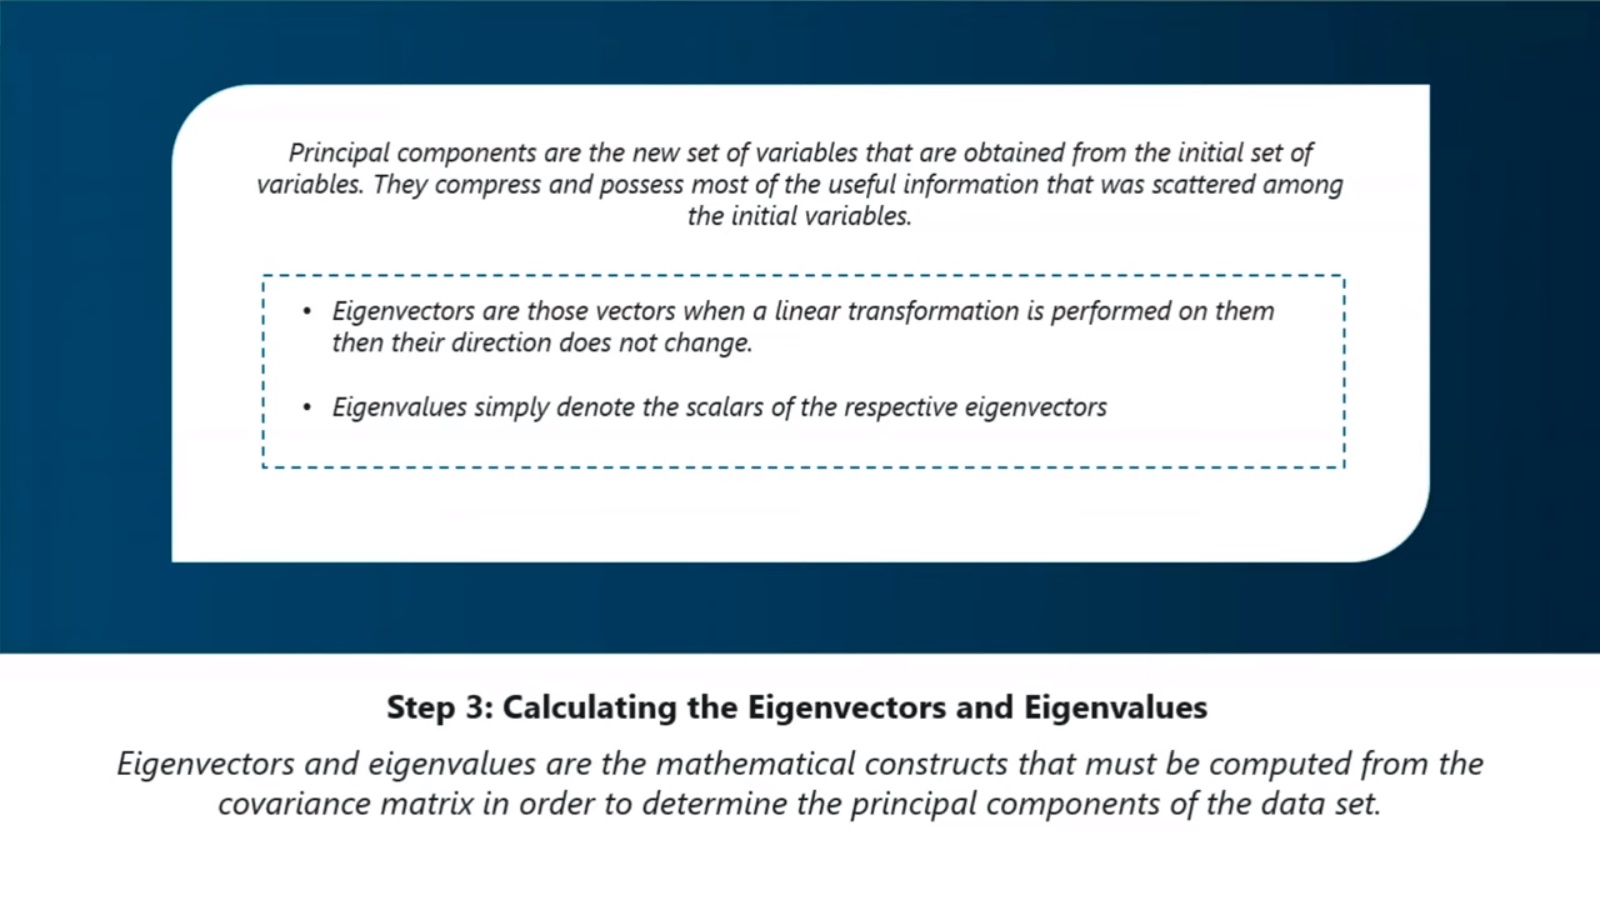 Principal components are the new set of variables that are obtained from the initial set of
variables. They compress and possess most of the useful information that was scattered among
the initial variables.
• Eigenvectors are those vectors when a linear transformation is performed on them
then their direction does not change.
• Eigenvalues simply denote the scalars of the respective eigenvectors
Step 3: Calculating the Eigenvectors and Eigenvalues
Eigenvectors and eigenvalues are the mathematical constructs that must be computed from the
covariance matrix in order to determine the principal components of the data set.